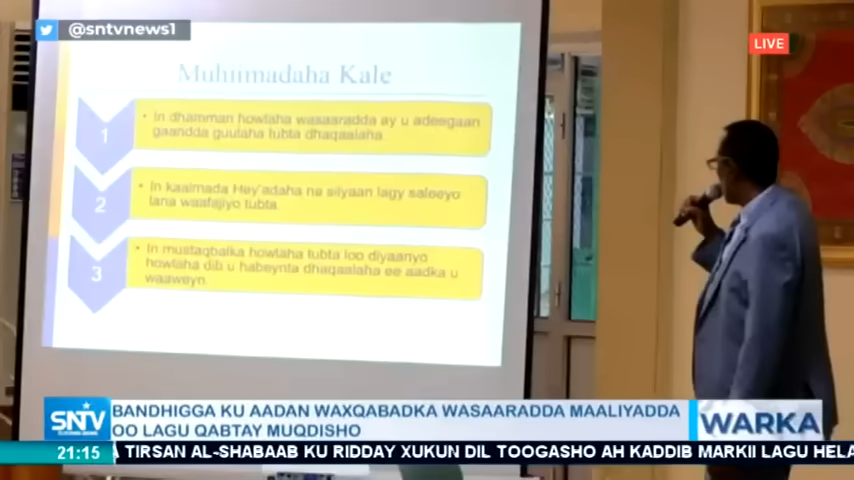 @sntvnews1
LIVE
Muhiimadaha Kale
1
In dhamman howlaha wasaaradda ay u adeegaan
gaandda guulaha tubta dhaqaalaha
2
In kaalmada Hey'adaha na siiyaan lagy saleeyo
lana waafajiyo tubta
3
In mustaqbalka howlaha tubta loo diyaanyo
howlaha dib u habeynta dhaqaalaha ee aadka u
waaweyn
SNTV
BANDHIGGA KU AADAN WAXQABADKA WASAARADDA MAALIYADDA
OO LAGU QABTAY MUQDISHO
WARKA
21:15
TIRSAN AL-SHABAAB KU RIDDAY XUKUN DIL TOOGASHO AH KADDIB MARKII LAGU HELA